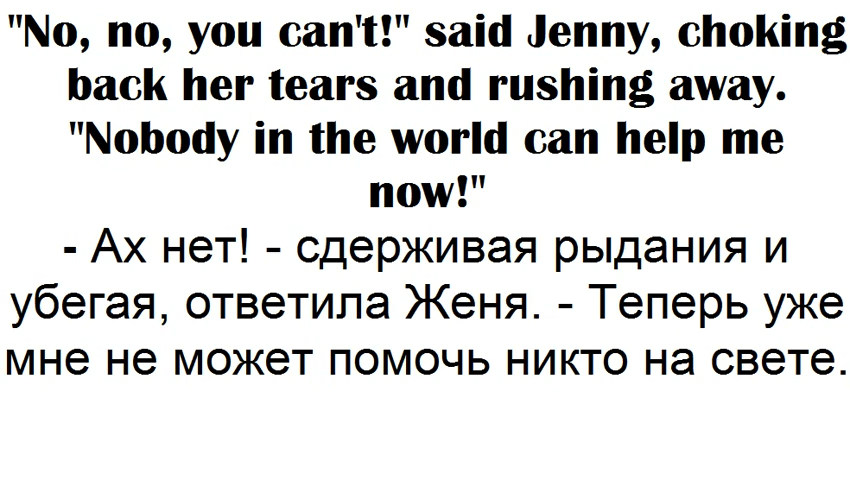 "No, no, you can't!" said Jenny, choking
back her tears and rushing away.
"Nobody in the world can help me
now!"
- Ах нет! - сдерживая рыдания и
убегая, ответила Женя. - Теперь уже
мне не может помочь никто на свете.